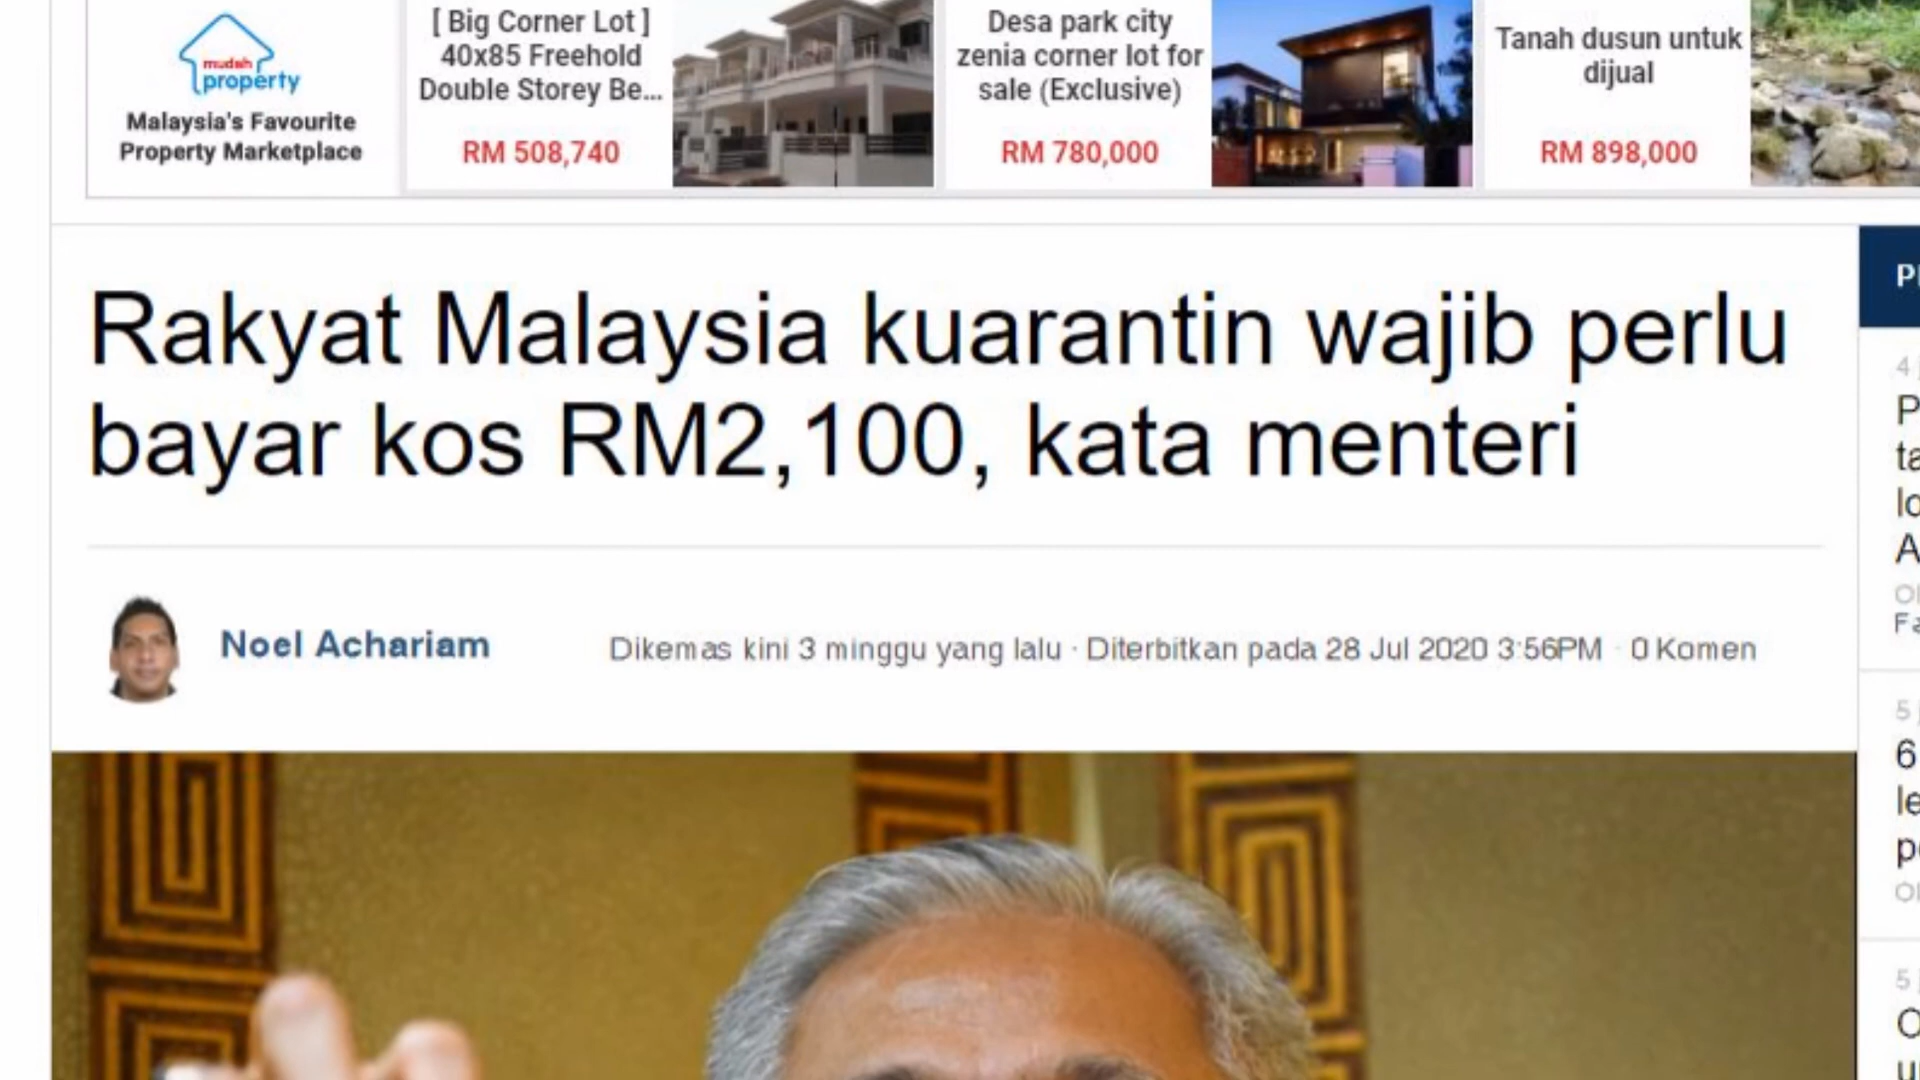 mudah
property
Malaysia's Favourite
Property Marketplace
[ Big Corner Lot ]
40x85 Freehold
Double Storey Be...
RM 508,740
Desa park city
zenia corner lot for
sale (Exclusive)
RM 780,000
Tanah dusun untuk
dijual
RM 898,000
Rakyat Malaysia kuarantin wajib perlu
bayar kos RM2,100, kata menteri
Noel Achariam
Dikemas kini 3 minggu yang lalu · Diterbitkan pada 28 Jul 2020 3:56PM · 0 Komen